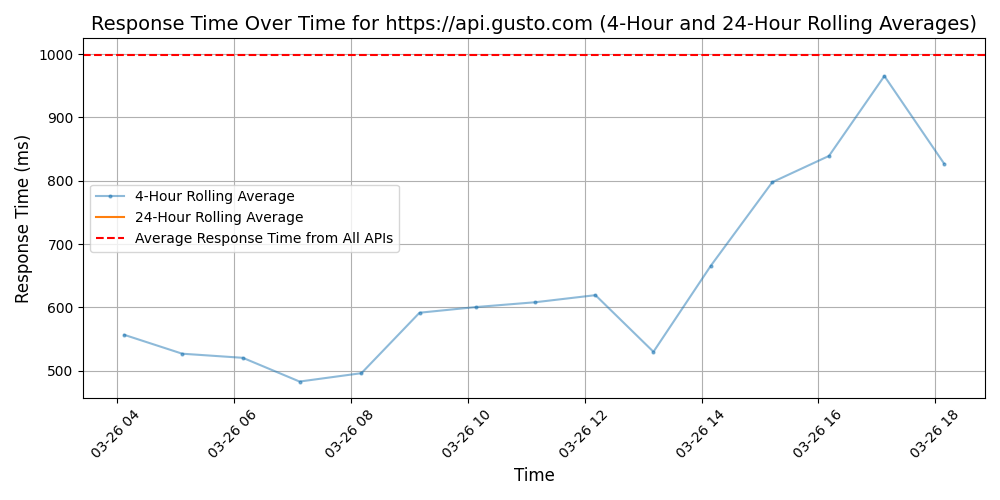 Response Time Over Time for https://api.gusto.com (4-Hour and 24-Hour Rolling Averages)
Response Time (ms)
1000
900
800
700
600
500
4-Hour Rolling Average
24-Hour Rolling Average
Average Response Time from All APIs
03-26 04
03-26 06
03-26 08
03-26 10
03-26 12
03-26 14
03-26 16
03-26 18
Time